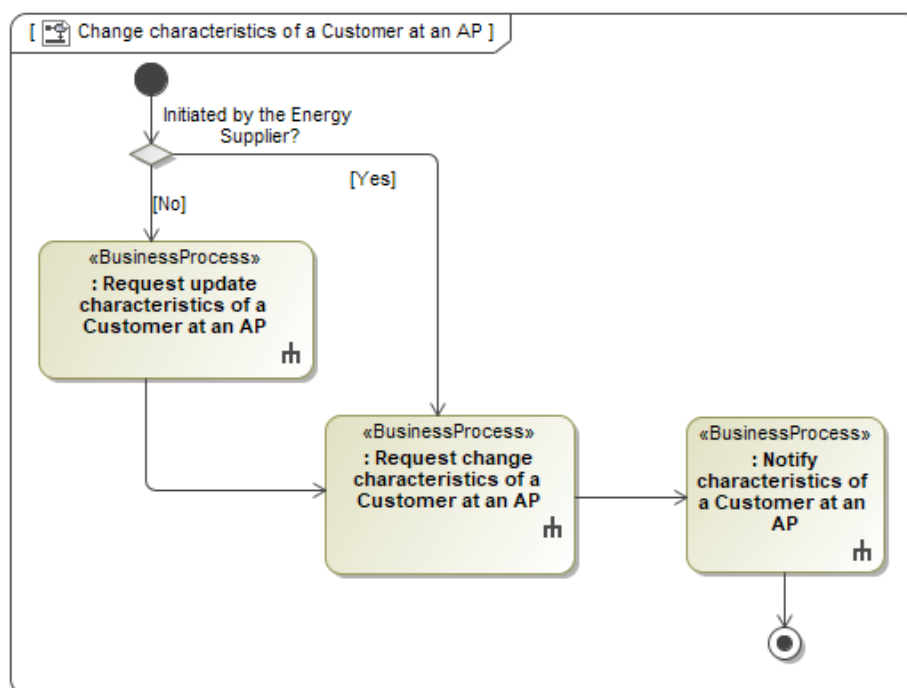 [ Change characteristics of a Customer at an AP ]
Initiated by the Energy
Supplier?
[Yes]
[No]
«BusinessProcess»
: Request update
characteristics of a
Customer at an AP
«BusinessProcess»
: Request change
characteristics of a
Customer at an AP
«BusinessProcess»
: Notify
characteristics of
a Customer at an
AP